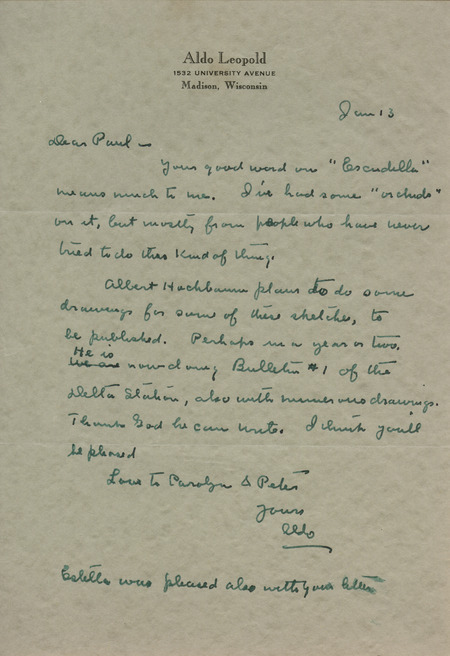 Aldo Leopold
1532 UNIVERSITY AVENUE
Madison, Wisconsin
Jan 13
Dear Paul —
Your good word on "Escudilla"
means much to me. I've had some "orchids"
on it, but mostly from people who have never
tried to do this kind of thing.
Albert Hochbaum plans to do some
drawings for some of these sketches, to
be published. Perhaps in a year or two.
He is
we are now doing Bulletin #1 of the
Delta Station, also with numerous drawings.
Thank God he can write. I think you'll
be pleased
Love to Carolyn & Peter
Yours
Aldo
Estella was pleased also with your letter